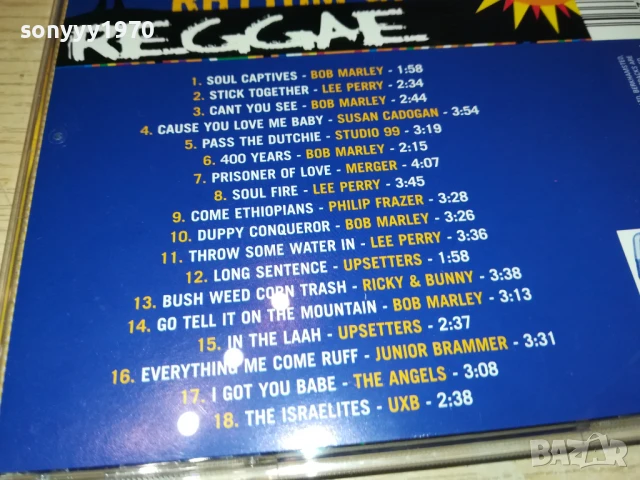 sonyyy1970
REGGAE
1. SOUL CAPTIVES - BOB MARLEY - 1:58
2. STICK TOGETHER - LEE PERRY - 2:34
3. CANT YOU SEE - BOB MARLEY - 2:44
4. CAUSE YOU LOVE ME BABY - SUSAN CADOGAN - 3:54
5. PASS THE DUTCHIE - STUDIO 99 - 3:19
6. 400 YEARS - BOB MARLEY - 2:15
7. PRISONER OF LOVE - MERGER - 4:07
8. SOUL FIRE - LEE PERRY - 3:45
9. COME ETHIOPIANS - PHILIP FRAZER - 3:28
10. DUPPY CONQUEROR - BOB MARLEY - 3:26
11. THROW SOME WATER IN - LEE PERRY - 3:36
12. LONG SENTENCE - UPSETTERS - 1:58
13. BUSH WEED CORN TRASH - RICKY & BUNNY - 3:38
14. GO TELL IT ON THE MOUNTAIN - BOB MARLEY - 3:13
15. IN THE LAAH - UPSETTERS - 2:37
16. EVERYTHING ME COME RUFF - JUNIOR BRAMMER - 3:31
17. I GOT YOU BABE - THE ANGELS - 3:08
18. THE ISRAELITES - UXB - 2:38
BAZAR